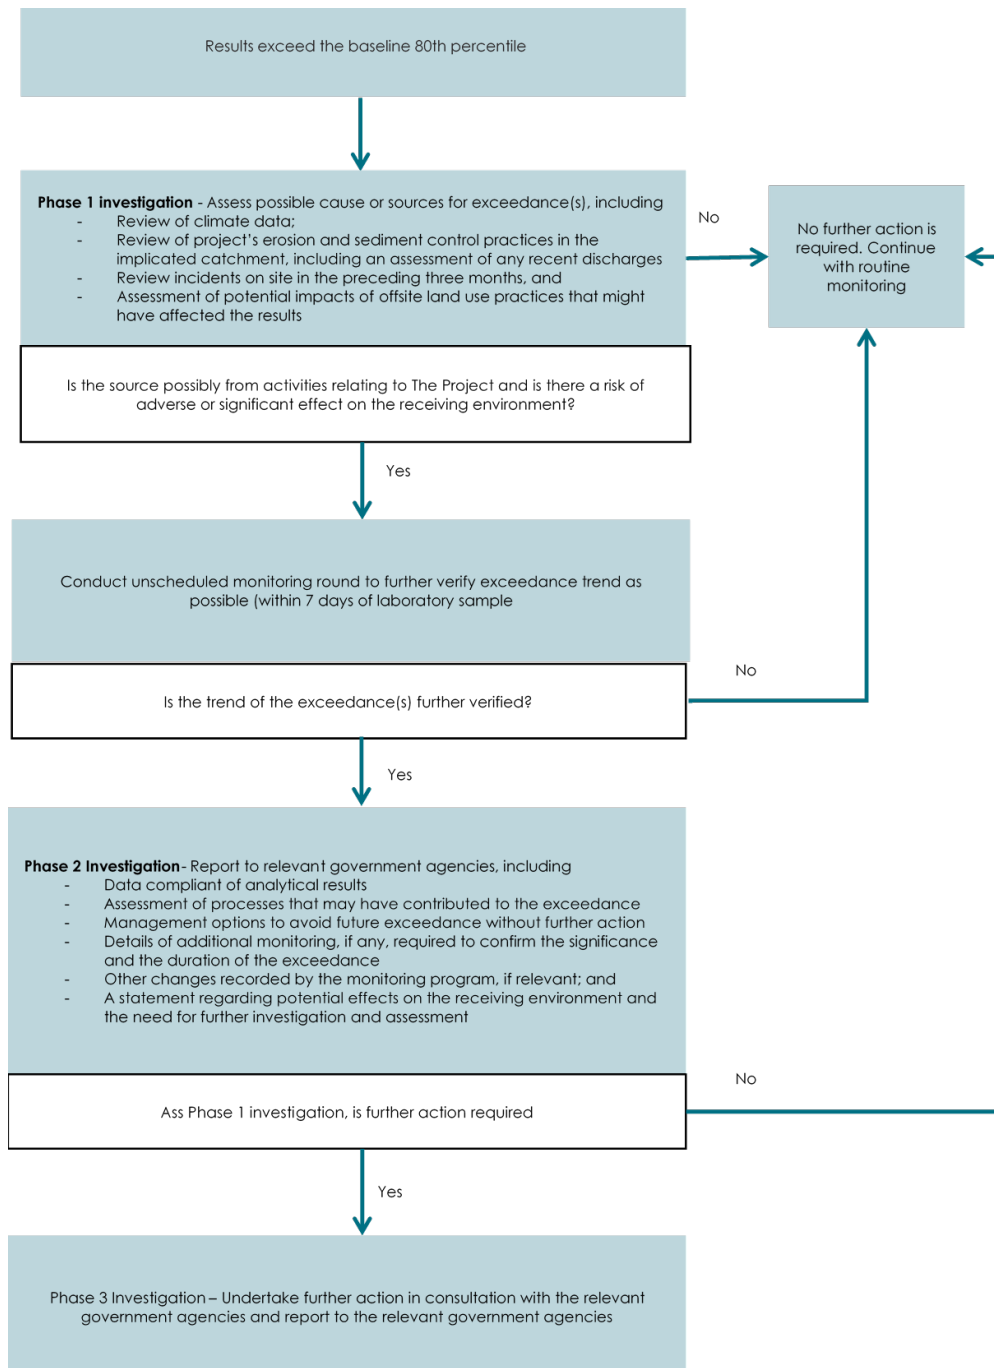 Results exceed the baseline 80th percentile
Phase 1 investigation - Assess possible cause or sources for exceedance(s), including
- Review of climate data;
- Review of project's erosion and sediment control practices in the
implicated catchment, including an assessment of any recent discharges
- Review incidents on site in the preceding three months, and
- Assessment of potential impacts of offsite land use practices that might
have affected the results
No
No further action is
required. Continue
with routine
monitoring
Is the source possibly from activities relating to The Project and is there a risk of
adverse or significant effect on the receiving environment?
Yes
Conduct unscheduled monitoring round to further verify exceedance trend as
possible (within 7 days of laboratory sample
No
Is the trend of the exceedance(s) further verified?
Yes
Phase 2 Investigation - Report to relevant government agencies, including
- Data compliant of analytical results
- Assessment of processes that may have contributed to the exceedance
- Management options to avoid future exceedance without further action
- Details of additional monitoring, if any, required to confirm the significance
and the duration of the exceedance
- Other changes recorded by the monitoring program, if relevant; and
- A statement regarding potential effects on the receiving environment and
the need for further investigation and assessment
No
Ass Phase 1 investigation, is further action required
Yes
Phase 3 Investigation – Undertake further action in consultation with the relevant
government agencies and report to the relevant government agencies